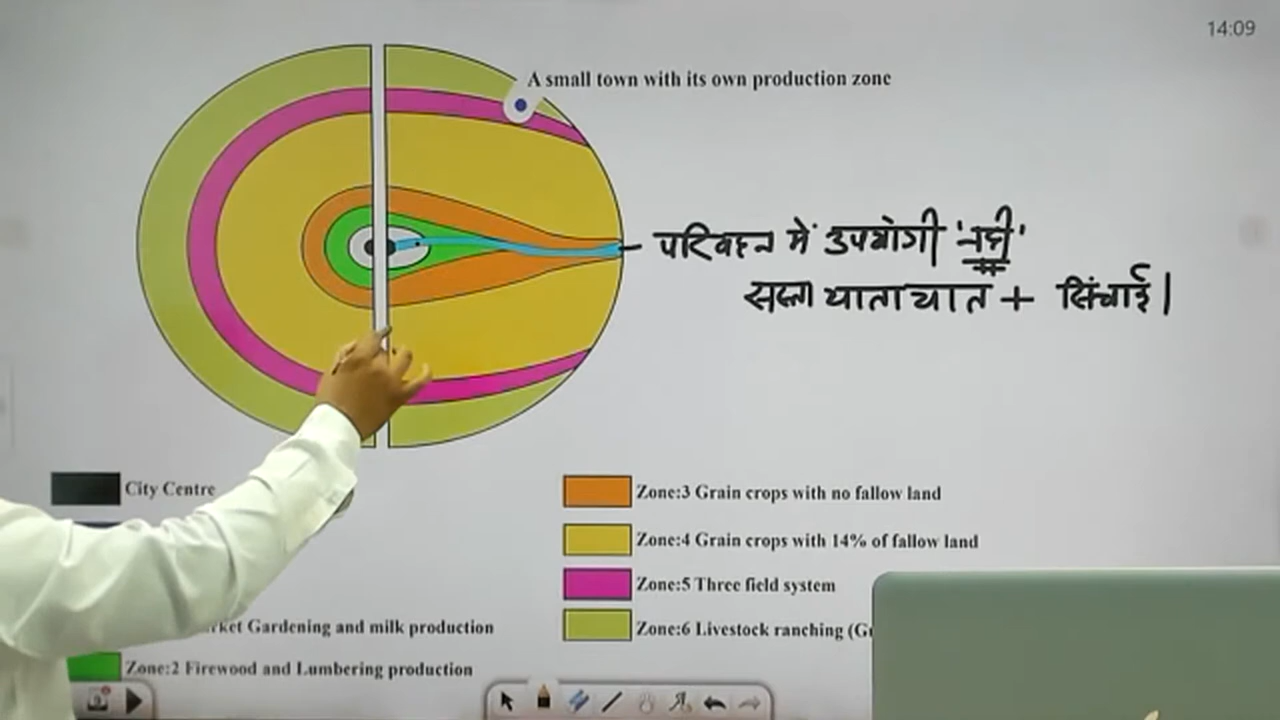 14:09
A small town with its own production zone
परिवहन में उपयोगी 'नदी'
सस्ता यातायात + सिंचाई।
City Centre
Zone:3 Grain crops with no fallow land
Zone:4 Grain crops with 14% of fallow land
Zone:5 Three field system
Gardening and milk production
Zone:6 Livestock ranching
Zone:2 Firewood and Lumbering production